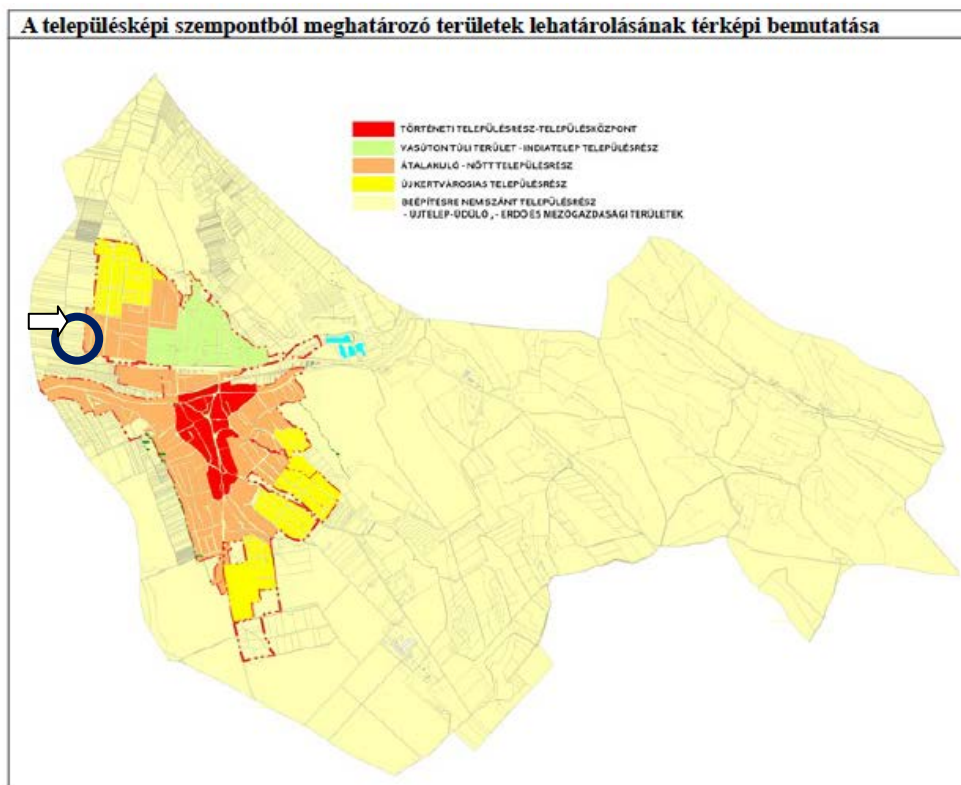 A településképi szempontból meghatározó területek lehatárolásának térképi bemutatása
TÖRTÉNETI TELEPÜLÉSRÉSZ-TELEPÜLÉSKÖZPONT
VASÚTON TÚLI TERÜLET - INDIATELEP TELEPÜLÉSRÉSZ
ÁTALAKULÓ - NŐTT TELEPÜLÉSRÉSZ
ÚJ KERTVÁROSIAS TELEPÜLÉSRÉSZ
BEÉPÍTÉSRE NEM SZÁNT TELEPÜLÉSRÉSZ
- ÚJTELEP-ÜDÜLŐ, - ERDŐ ÉS MEZŐGAZDASÁGI TERÜLETEK